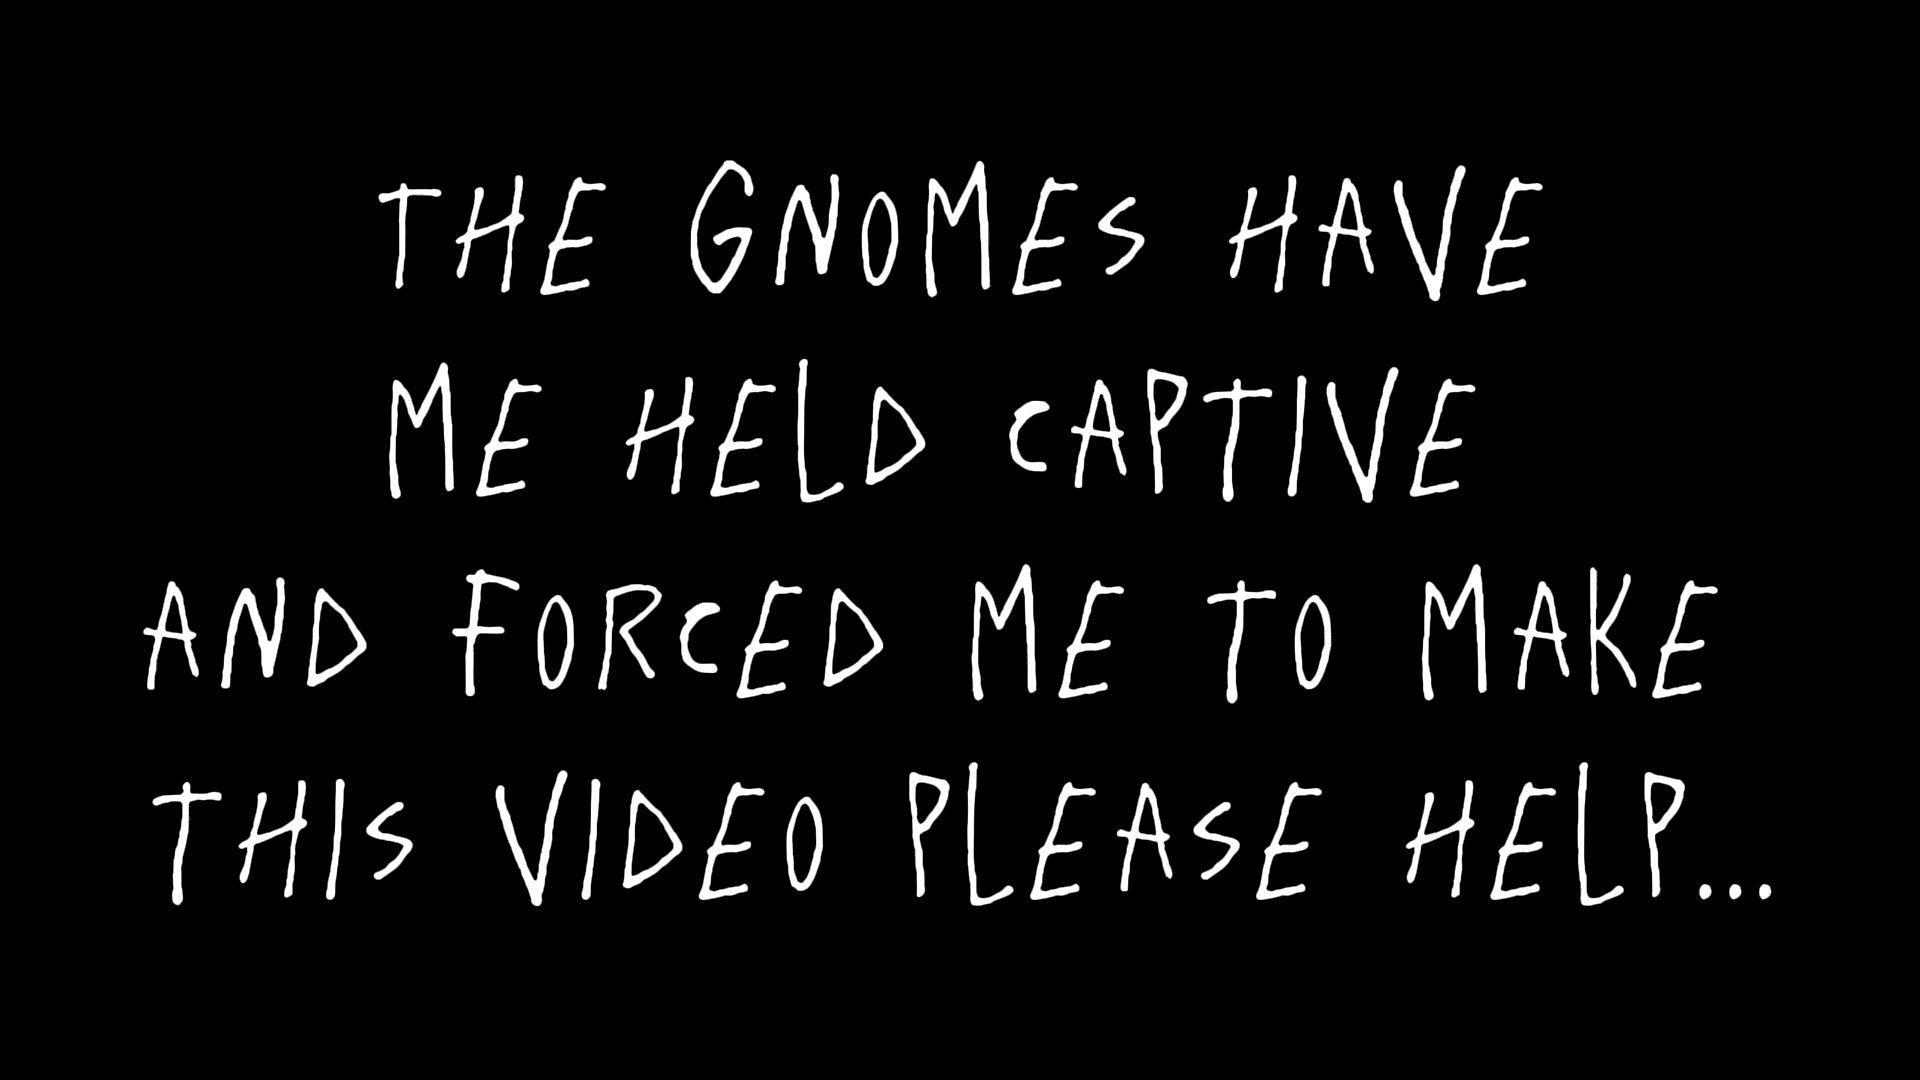 THE GNOMES HAVE
ME HELD CAPTIVE
AND FORCED ME TO MAKE
THIS VIDEO PLEASE HELP...